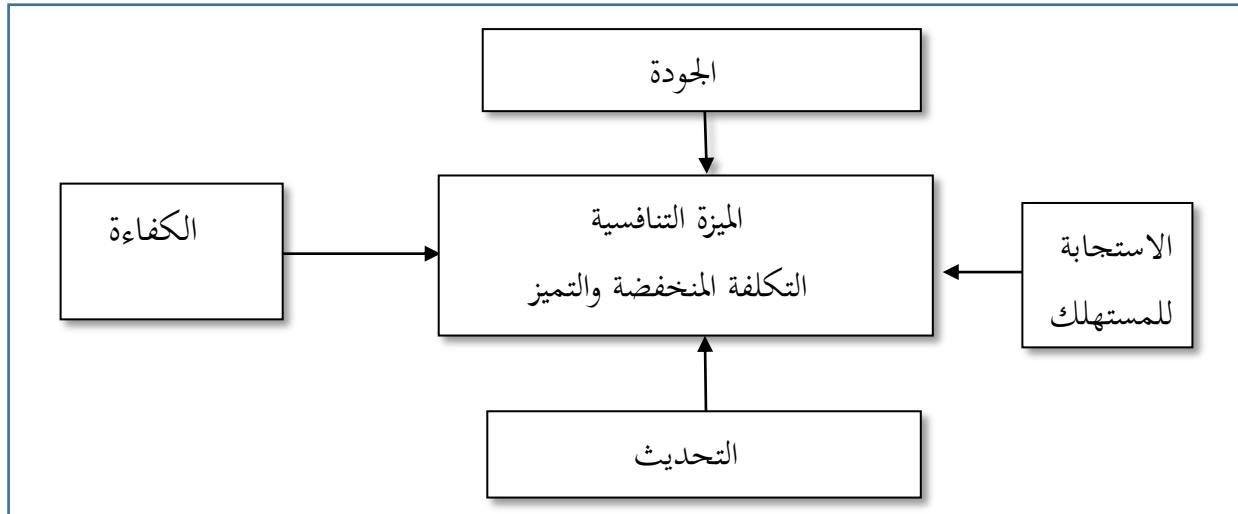 الجودة
الميزة التنافسية
التكلفة المنخفضة والتميز
الكفاءة
الاستجابة
للمستهلك
التحديث